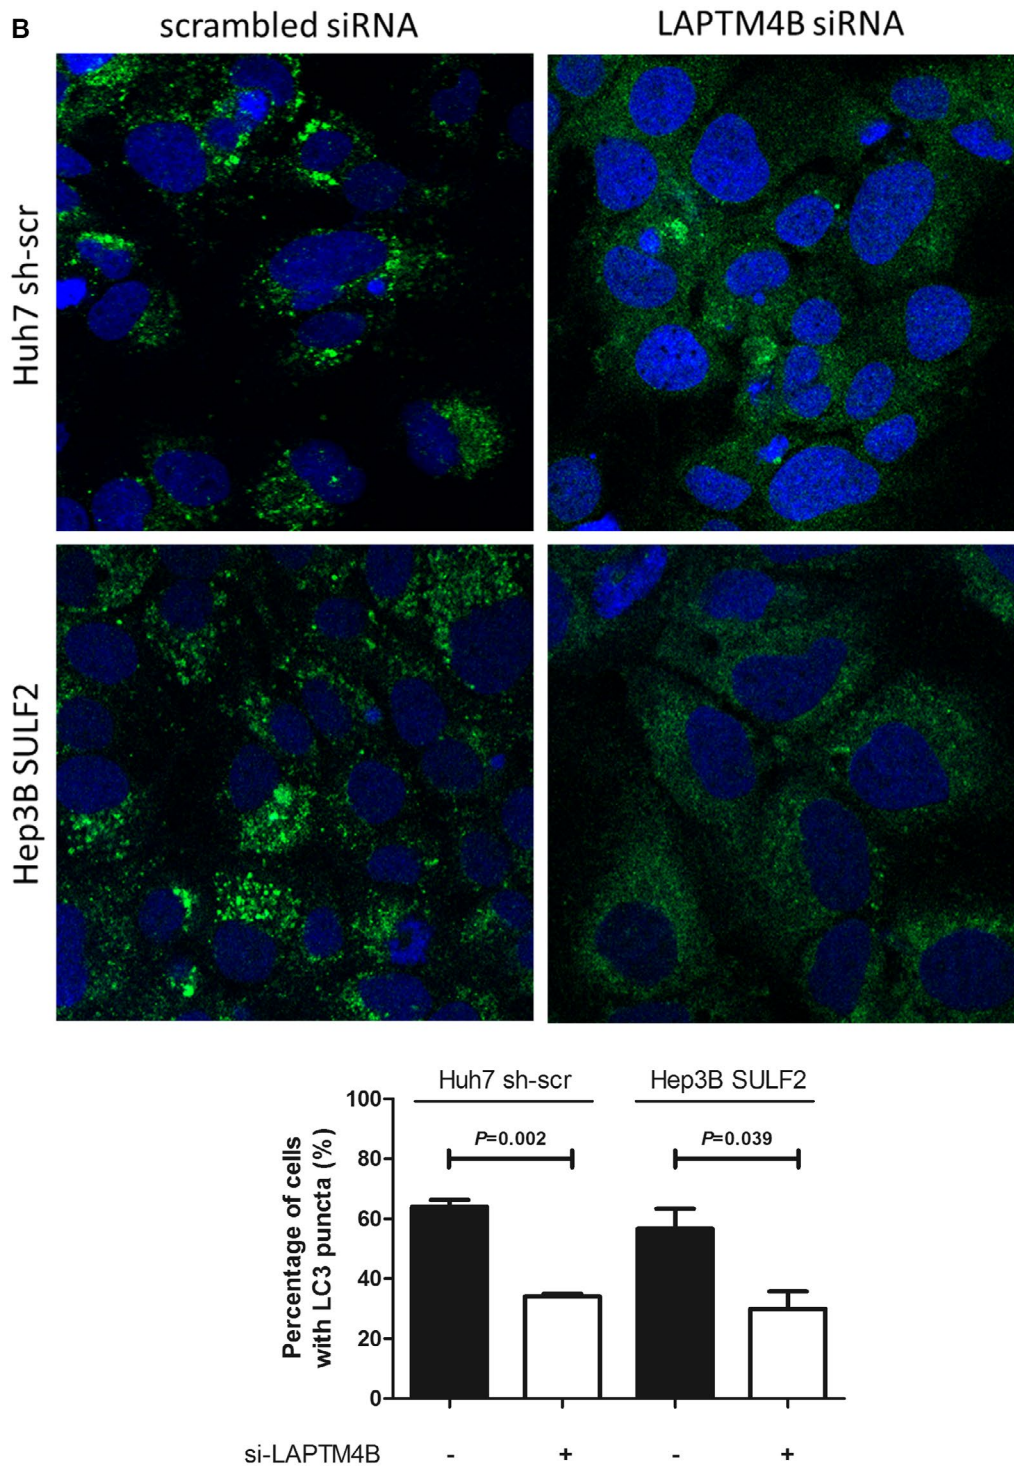 B
scrambled siRNA
LAPTM4B siRNA
Huh7 sh-scr
Hep3B SULF2
Huh7 sh-scr
Hep3B SULF2
P=0.002
P=0.039
Percentage of cells
with LC3 puncta (%)
100
80
60
40
20
0
si-LAPTM4B - + - +